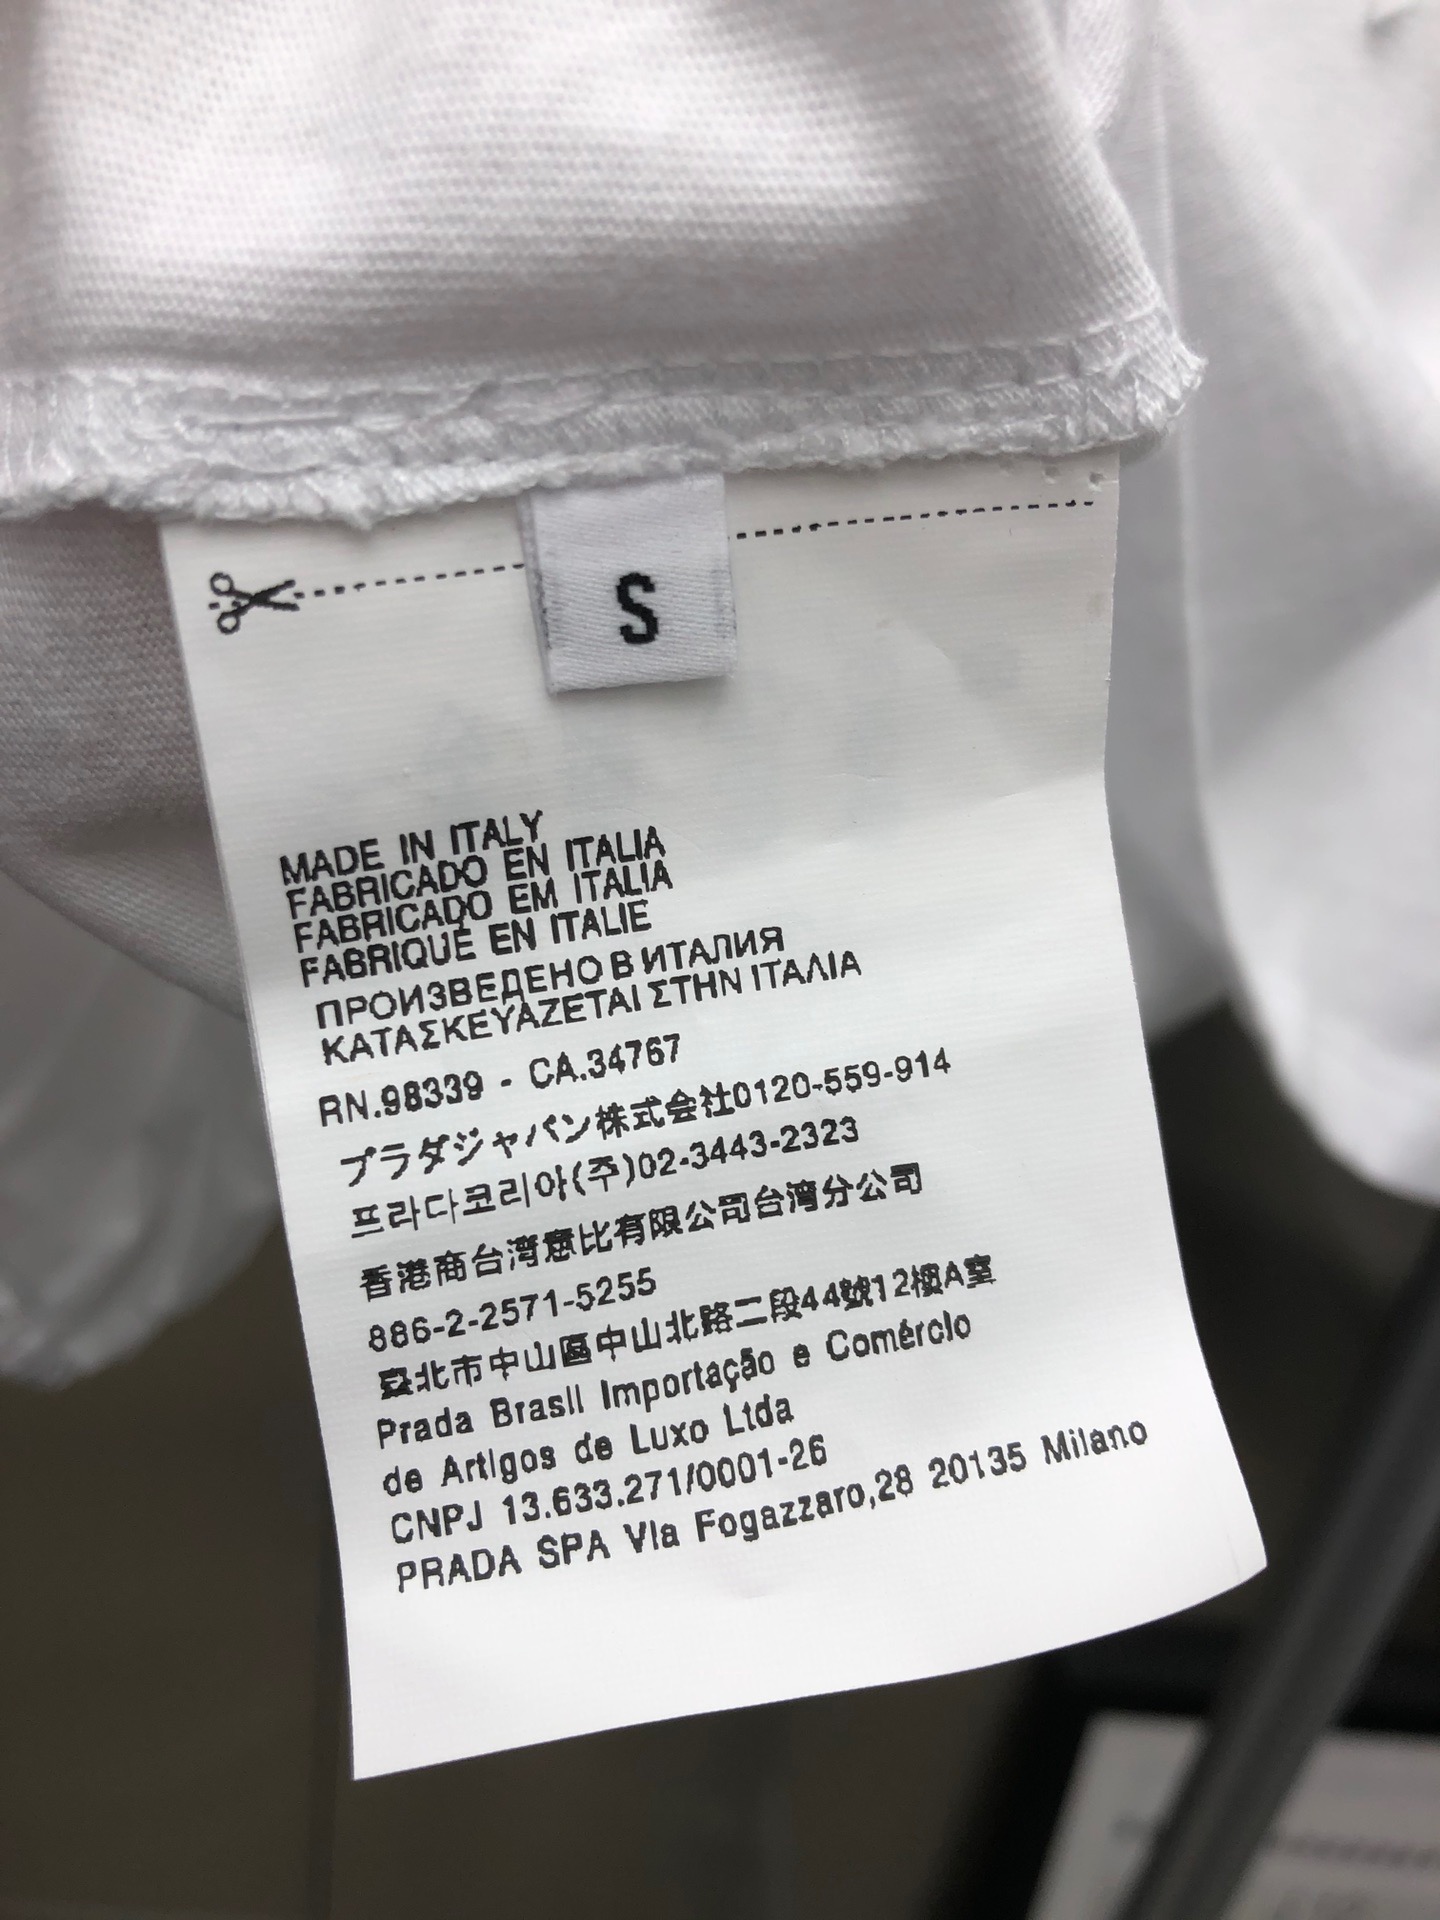 S
MADE IN ITALY
FABRICADO EN ITALIA
FABRICADO EM ITALIA
FABRIQUÉ EN ITALIE
ПРОИЗВЕДЕНО В ИТАЛИЯ
ΚΑΤΑΣΚΕΥΑΖΕΤΑΙ ΣΤΗΝ ΙΤΑΛΙΑ
RN.98339 - CA.34767
プラダジャパン株式会社0120-559-914
프라다코리아(주)02-3443-2323
香港商台灣意比有限公司台湾分公司
886-2-2571-5255
臺北市中山區中山北路二段44號12樓A室
Prada Brasil Importação e Comércio
de Artigos de Luxo Ltda
CNPJ 13.633.271/0001-26
PRADA SPA Via Fogazzaro,28 20135 Milano